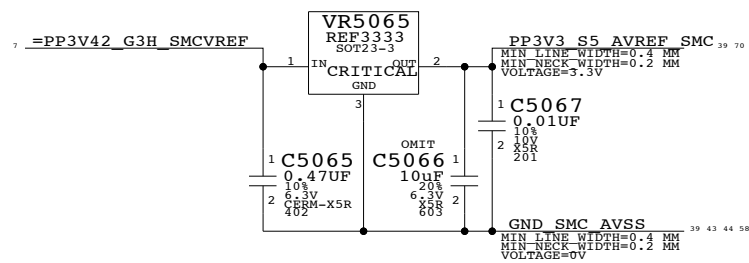 VR5065
REF3333
SOT23-3
7 =PP3V42_G3H_SMCVREF
PP3V3_S5_AVREF_SMC 39 70
MIN_LINE_WIDTH=0.4 MM
MIN_NECK_WIDTH=0.2 MM
VOLTAGE=3.3V
1 IN OUT 2
CRITICAL
GND
3
1 C5067
0.01UF
10%
10V
2 X5R
201
OMIT
1 C5065
0.47UF
10%
6.3V
2 CERM-X5R
402
C5066 1
10uF
20%
6.3V 2
X5R
603
GND_SMC_AVSS 39 43 44 58
MIN_LINE_WIDTH=0.4 MM
MIN_NECK_WIDTH=0.2 MM
VOLTAGE=0V